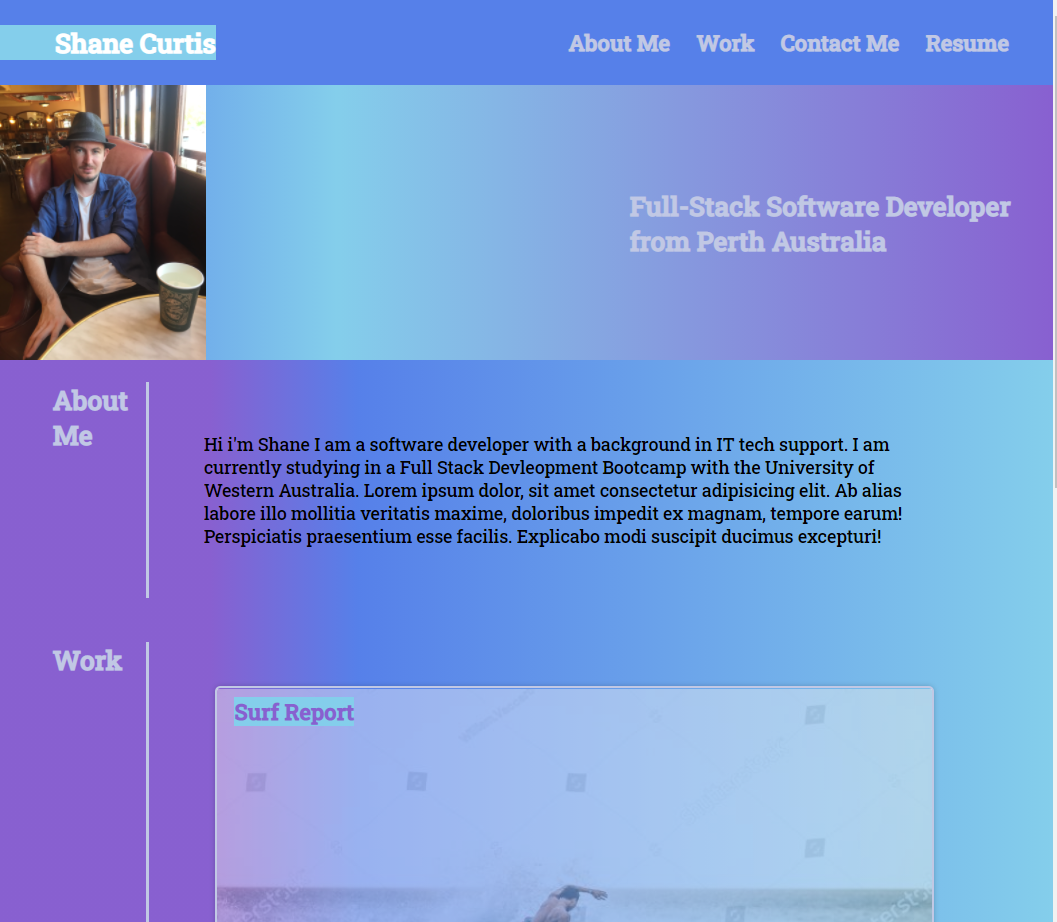 Shane Curtis
About Me Work Contact Me Resume
Full-Stack Software Developer
from Perth Australia
About
Me
Hi i'm Shane I am a software developer with a background in IT tech support. I am
currently studying in a Full Stack Devleopment Bootcamp with the University of
Western Australia. Lorem ipsum dolor, sit amet consectetur adipisicing elit. Ab alias
labore illo mollitia veritatis maxime, doloribus impedit ex magnam, tempore earum!
Perspiciatis praesentium esse facilis. Explicabo modi suscipit ducimus excepturi!
Work
Surf Report